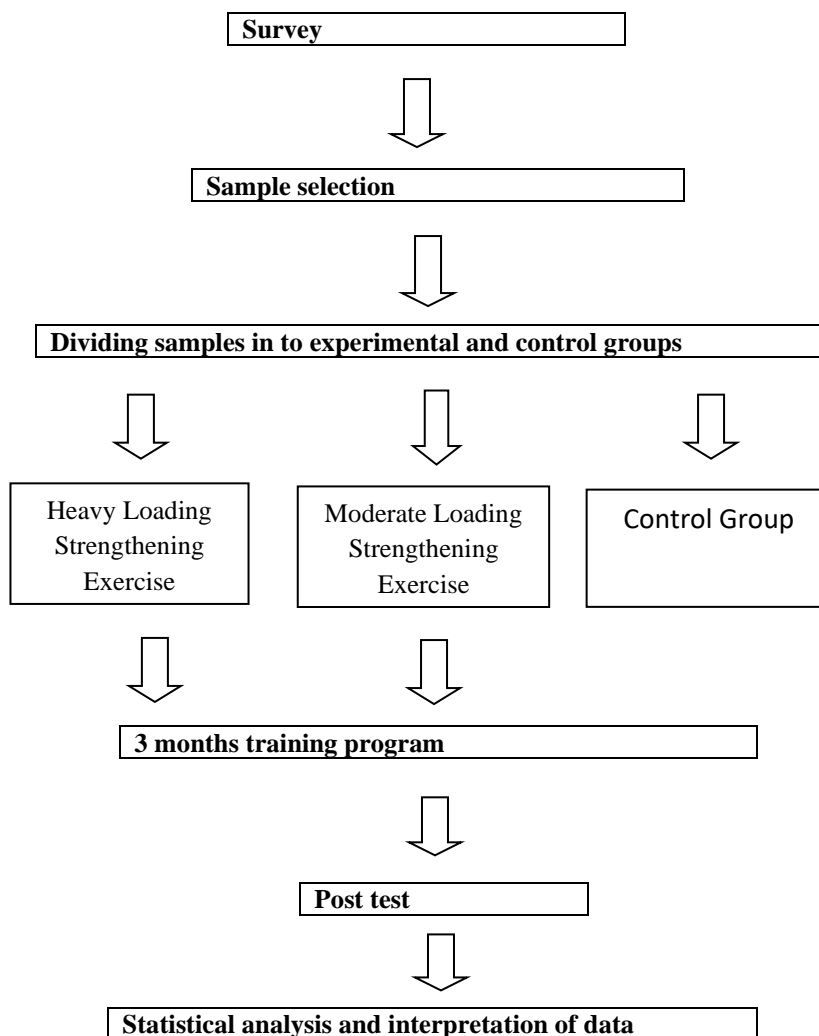 Survey
Sample selection
Dividing samples in to experimental and control groups
Heavy Loading
Strengthening
Exercise
Moderate Loading
Strengthening
Exercise
Control Group
3 months training program
Post test
Statistical analysis and interpretation of data